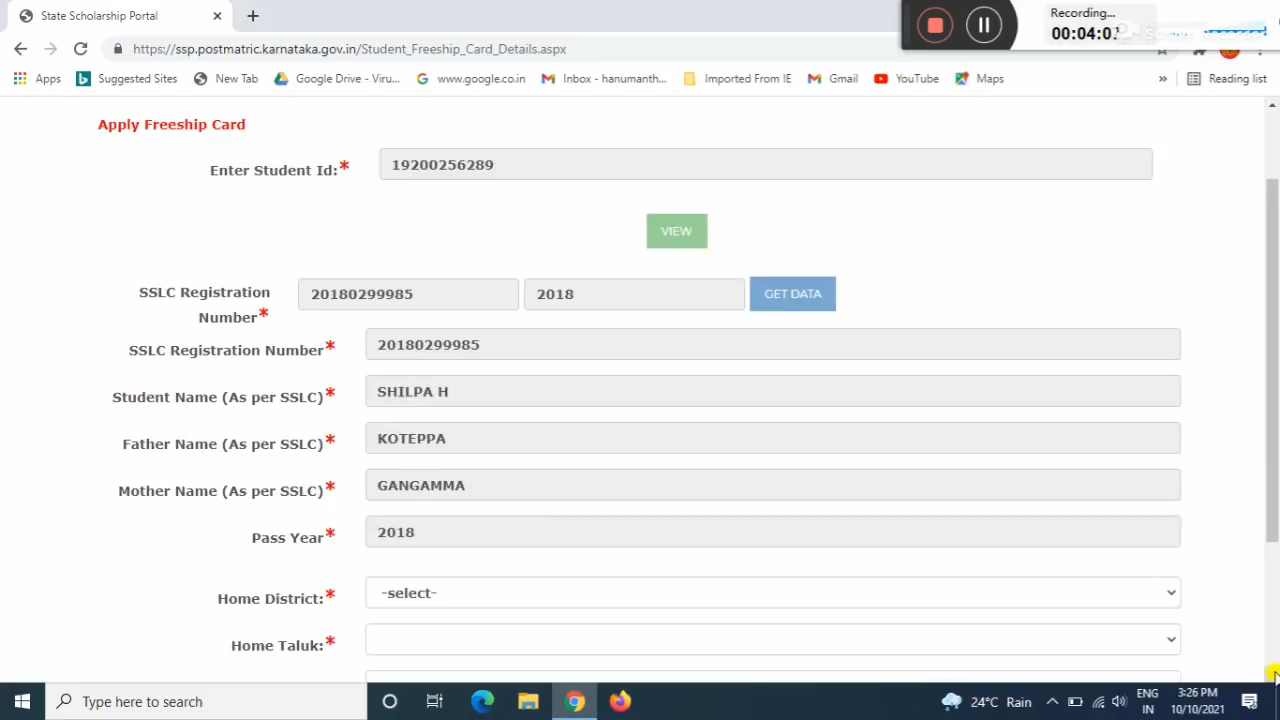 State Scholarship Portal
Recording...
00:04:0
https://ssp.postmatric.karnataka.gov.in/Student_Freeship_Card_Details.aspx
Apps Suggested Sites New Tab Google Drive - Viru... www.google.co.in Inbox - hanumanth... Imported From IE Gmail YouTube Maps » Reading list
Apply Freeship Card
Enter Student Id:* 19200256289
VIEW
SSLC Registration Number* 20180299985 2018 GET DATA
SSLC Registration Number* 20180299985
Student Name (As per SSLC)* SHILPA H
Father Name (As per SSLC)* KOTEPPA
Mother Name (As per SSLC)* GANGAMMA
Pass Year* 2018
Home District:* -select-
Home Taluk:*
Type here to search
24°C Rain
ENG
IN
3:26 PM
10/10/2021